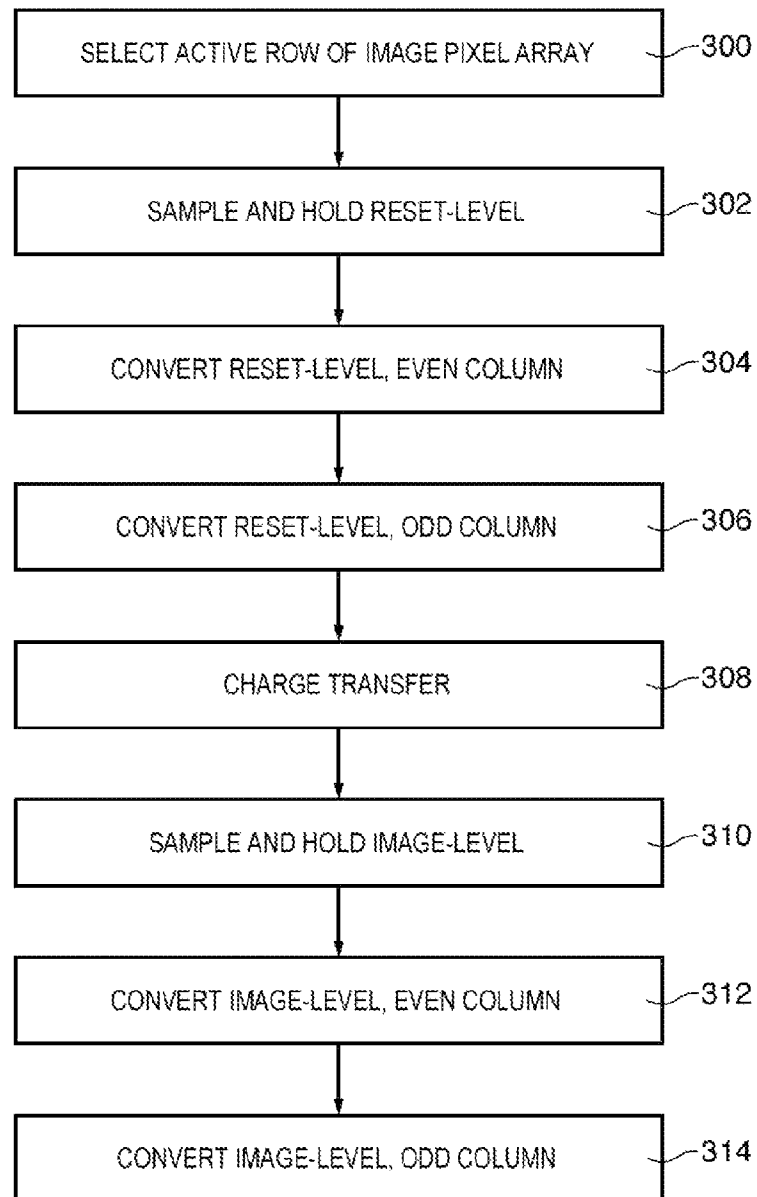 SELECT ACTIVE ROW OF IMAGE PIXEL ARRAY 300
SAMPLE AND HOLD RESET-LEVEL 302
CONVERT RESET-LEVEL, EVEN COLUMN 304
CONVERT RESET-LEVEL, ODD COLUMN 306
CHARGE TRANSFER 308
SAMPLE AND HOLD IMAGE-LEVEL 310
CONVERT IMAGE-LEVEL, EVEN COLUMN 312
CONVERT IMAGE-LEVEL, ODD COLUMN 314